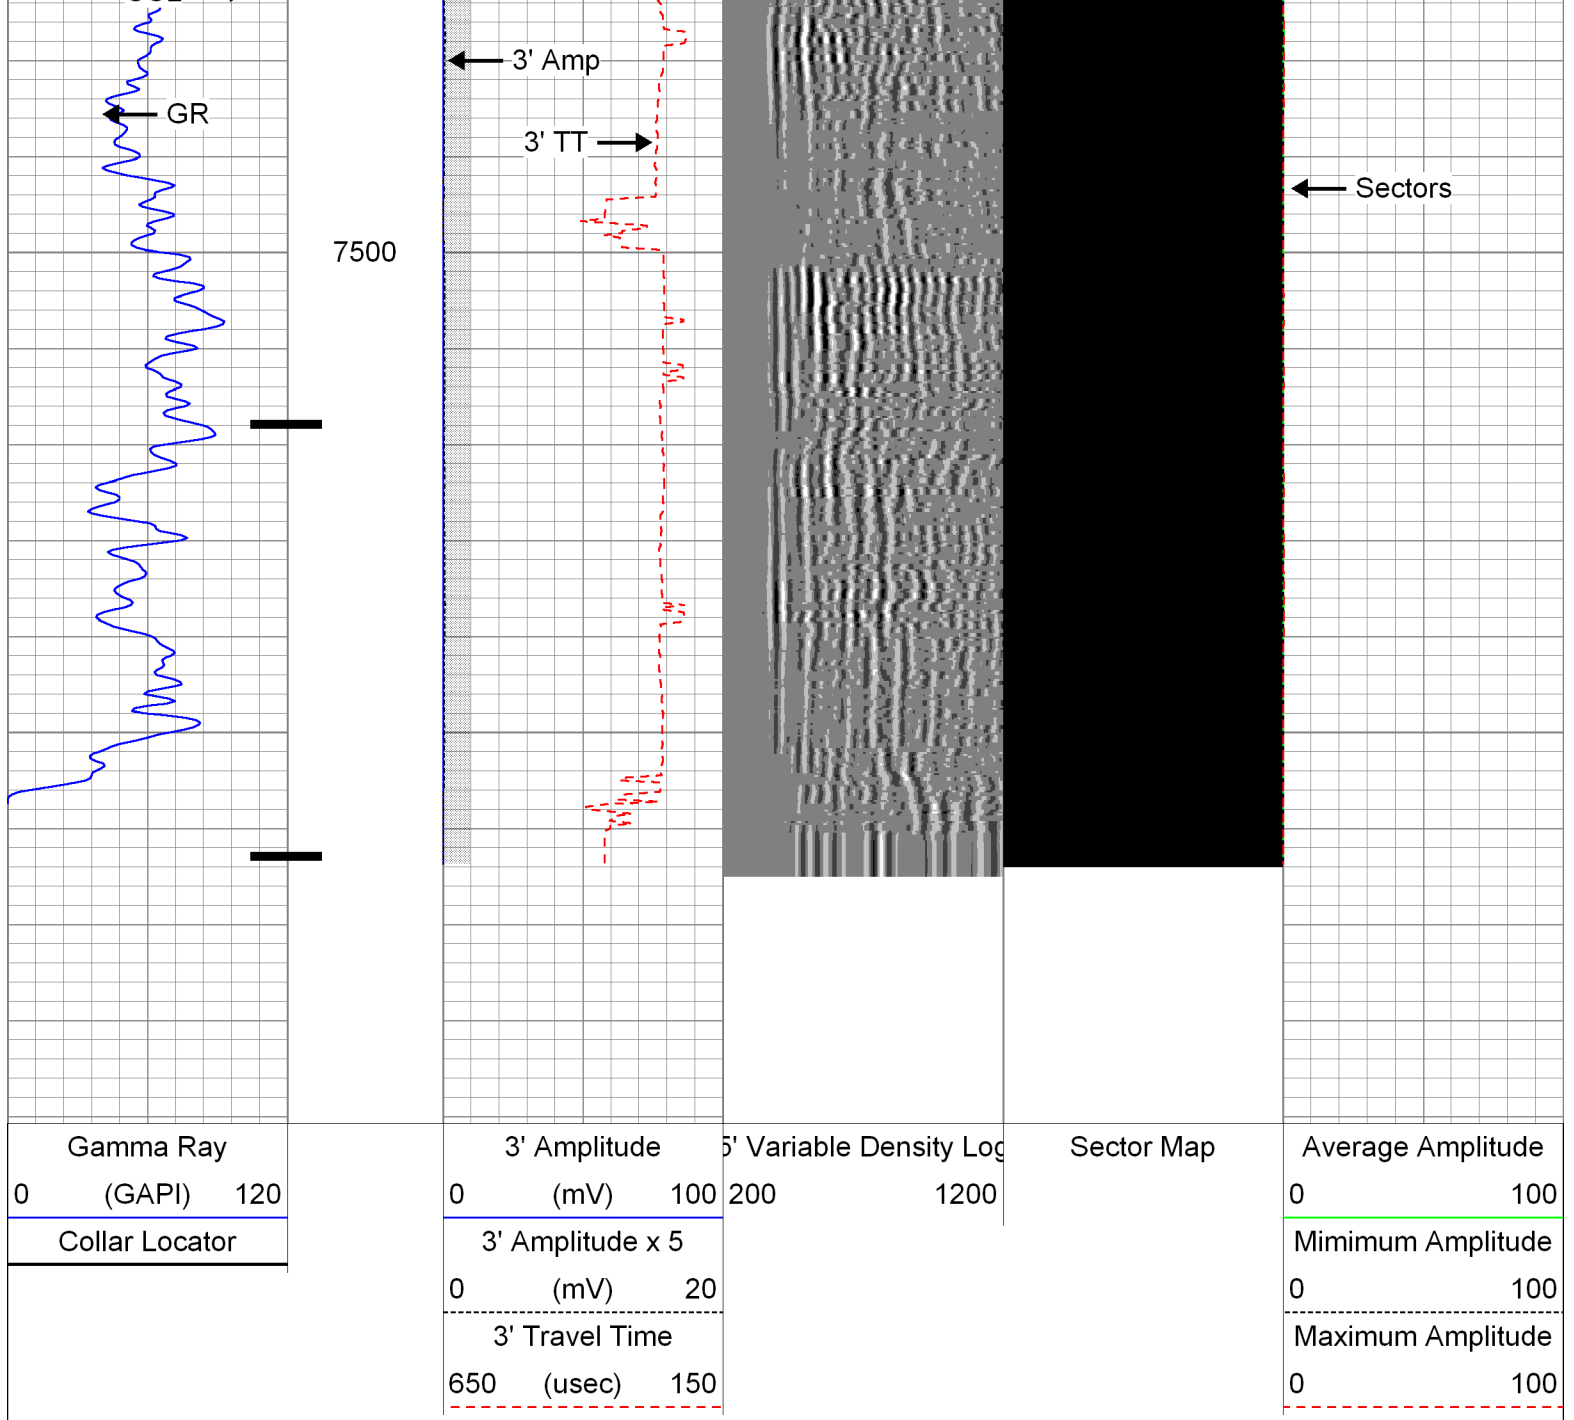 3' Amp
GR
3' TT
Sectors
7500
Gamma Ray
0 (GAPI) 120
Collar Locator
3' Amplitude
0 (mV) 100
3' Amplitude x 5
0 (mV) 20
3' Travel Time
650 (usec) 150
5' Variable Density Log
200 1200
Sector Map
Average Amplitude
0 100
Mimimum Amplitude
0 100
Maximum Amplitude
0 100